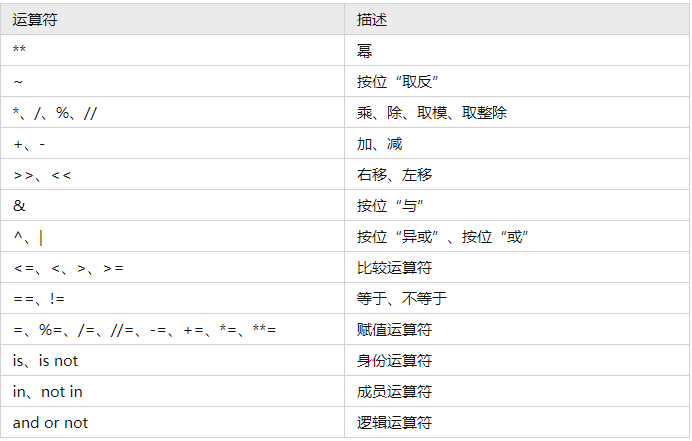 运算符 描述
** 幂
~ 按位“取反”
*、/、%、// 乘、除、取模、取整除
+、- 加、减
>>、<< 右移、左移
& 按位“与”
^、| 按位“异或”、按位“或”
<=、<、>、>= 比较运算符
==、!= 等于、不等于
=、%=、/=、//=、-=、+=、*=、**= 赋值运算符
is、is not 身份运算符
in、not in 成员运算符
and or not 逻辑运算符